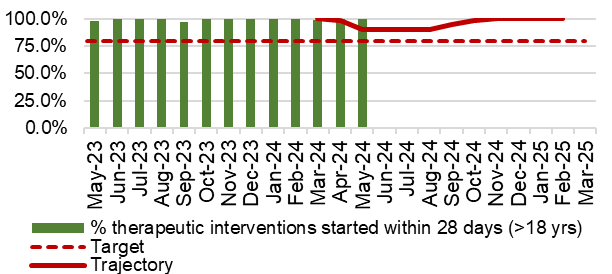 100.0%
75.0%
50.0%
25.0%
0.0%
May-23
Jun-23
Jul-23
Aug-23
Sep-23
Oct-23
Nov-23
Dec-23
Jan-24
Feb-24
Mar-24
Apr-24
May-24
Jun-24
Jul-24
Aug-24
Sep-24
Oct-24
Nov-24
Dec-24
Jan-25
Feb-25
Mar-25
% therapeutic interventions started within 28 days (>18 yrs)
Target
Trajectory